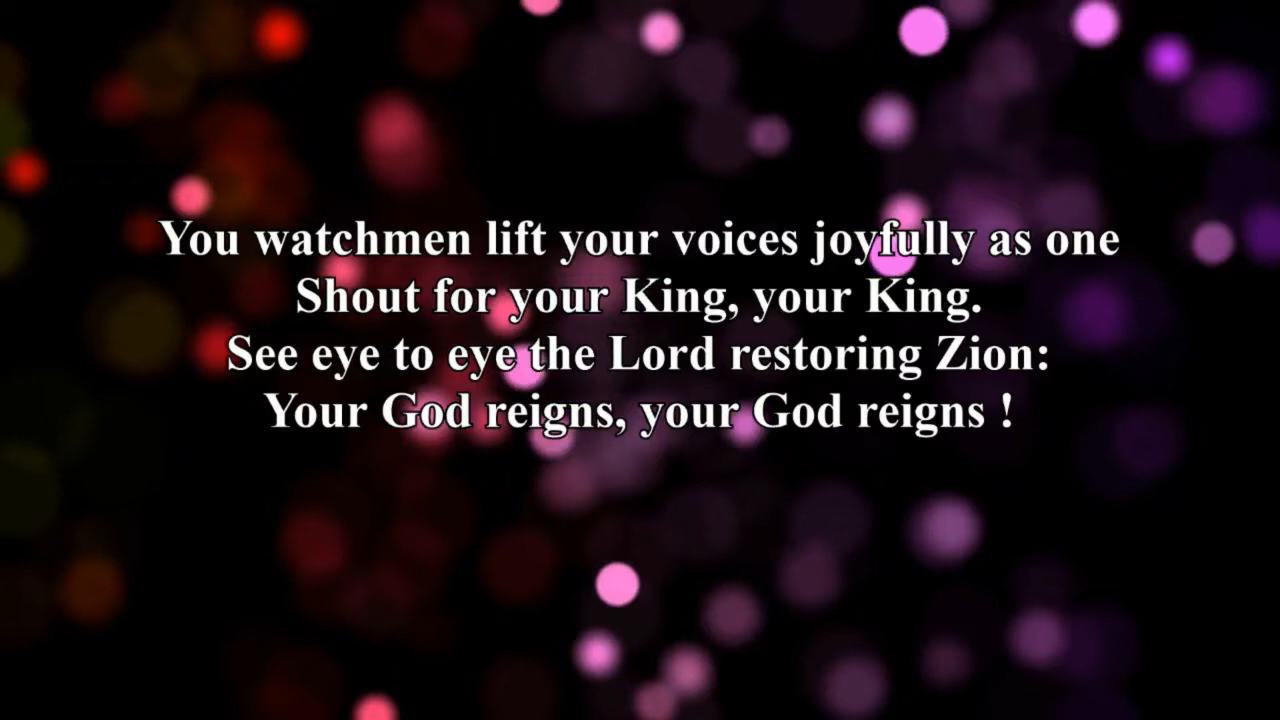 You watchmen lift your voices joyfully as one
Shout for your King, your King.
See eye to eye the Lord restoring Zion:
Your God reigns, your God reigns !